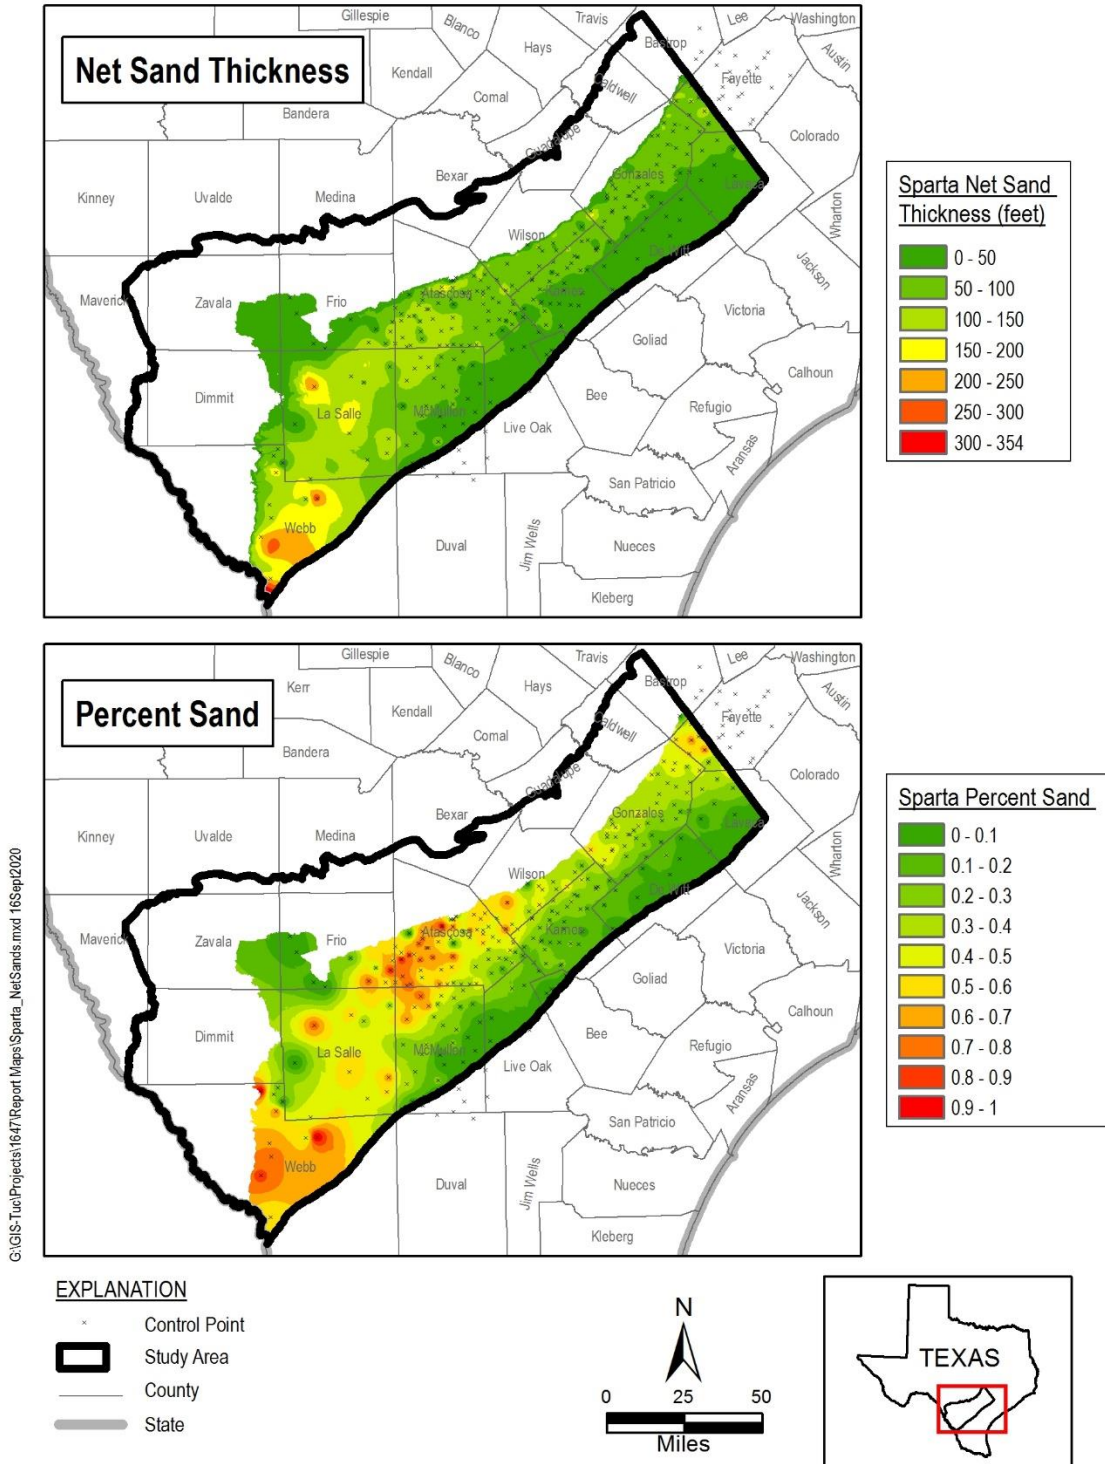 Net Sand Thickness
Gillespie
Blanco
Travis
Lee
Washington
Hays
Bastrop
Austin
Kendall
Caldwell
Fayette
Comal
Bandera
Guadalupe
Colorado
Bexar
Gonzales
Kinney
Uvalde
Medina
Lavaca
Wharton
Wilson
De Witt
Jackson
Maverick
Zavala
Frio
Atascosa
Karnes
Victoria
Goliad
Calhoun
Dimmit
La Salle
McMullen
Bee
Live Oak
Refugio
Aransas
San Patricio
Webb
Duval
Jim Wells
Nueces
Kleberg
Sparta Net Sand
Thickness (feet)
0 - 50
50 - 100
100 - 150
150 - 200
200 - 250
250 - 300
300 - 354
Percent Sand
Gillespie
Blanco
Travis
Lee
Washington
Kerr
Hays
Bastrop
Austin
Kendall
Caldwell
Fayette
Comal
Bandera
Guadalupe
Colorado
Bexar
Gonzales
Kinney
Uvalde
Medina
Lavaca
Wharton
Wilson
De Witt
Jackson
Maverick
Zavala
Frio
Atascosa
Karnes
Victoria
Goliad
Calhoun
Dimmit
La Salle
McMullen
Bee
Live Oak
Refugio
Aransas
San Patricio
Webb
Duval
Jim Wells
Nueces
Kleberg
Sparta Percent Sand
0 - 0.1
0.1 - 0.2
0.2 - 0.3
0.3 - 0.4
0.4 - 0.5
0.5 - 0.6
0.6 - 0.7
0.7 - 0.8
0.8 - 0.9
0.9 - 1
G:\GIS-Tuc\Projects\1647\Report Maps\Sparta_NetSands.mxd 16Sept2020
EXPLANATION
Control Point
Study Area
County
State
N
0 25 50
Miles
TEXAS